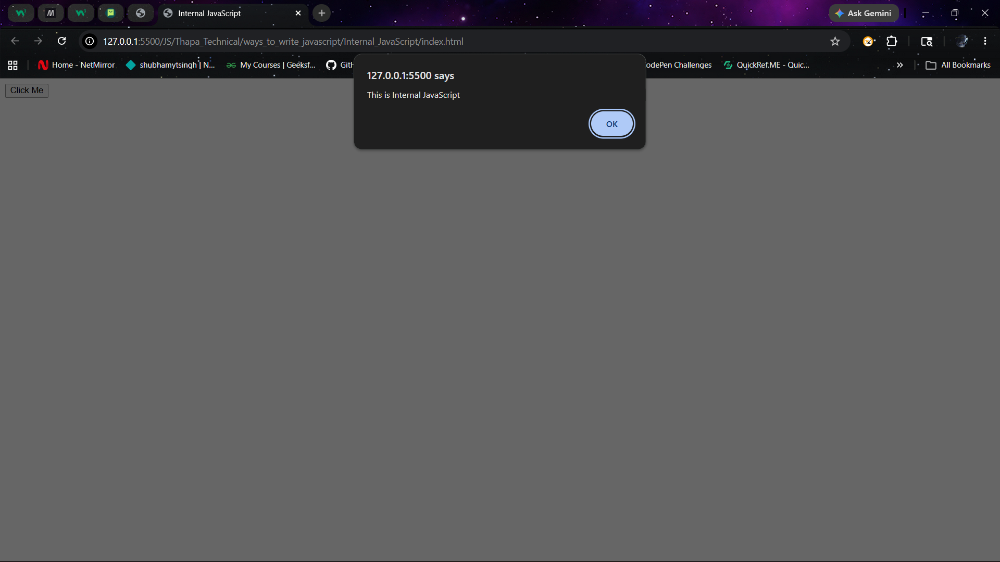 Internal JavaScript
Ask Gemini
127.0.0.1:5500/JS/Thapa_Technical/ways_to_write_javascript/Internal_JavaScript/index.html
Home - NetMirror
shubhamytsingh | N...
My Courses | Geeksf...
GitH
odePen Challenges
QuickRef.ME - Quic...
All Bookmarks
127.0.0.1:5500 says
This is Internal JavaScript
OK
Click Me